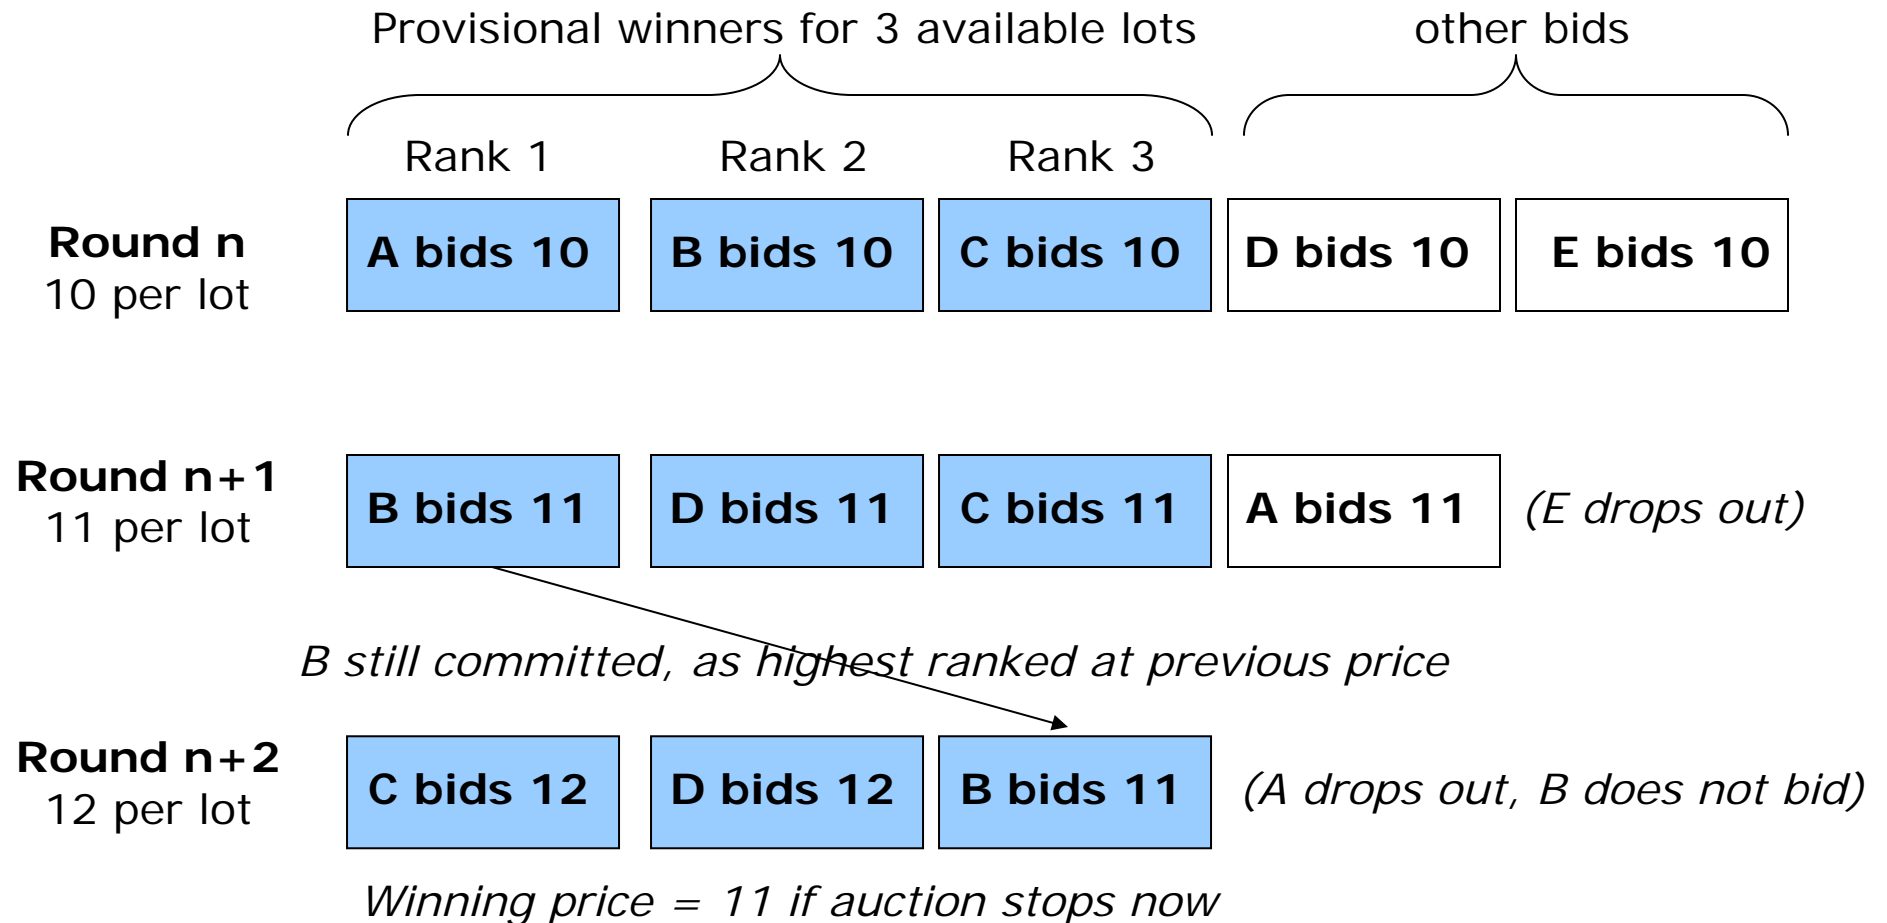 Provisional winners for 3 available lots
other bids
Rank 1
Rank 2
Rank 3
Round n
10 per lot
A bids 10
B bids 10
C bids 10
D bids 10
E bids 10
Round n+1
11 per lot
B bids 11
D bids 11
C bids 11
A bids 11
(E drops out)
B still committed, as highest ranked at previous price
Round n+2
12 per lot
C bids 12
D bids 12
B bids 11
(A drops out, B does not bid)
Winning price = 11 if auction stops now